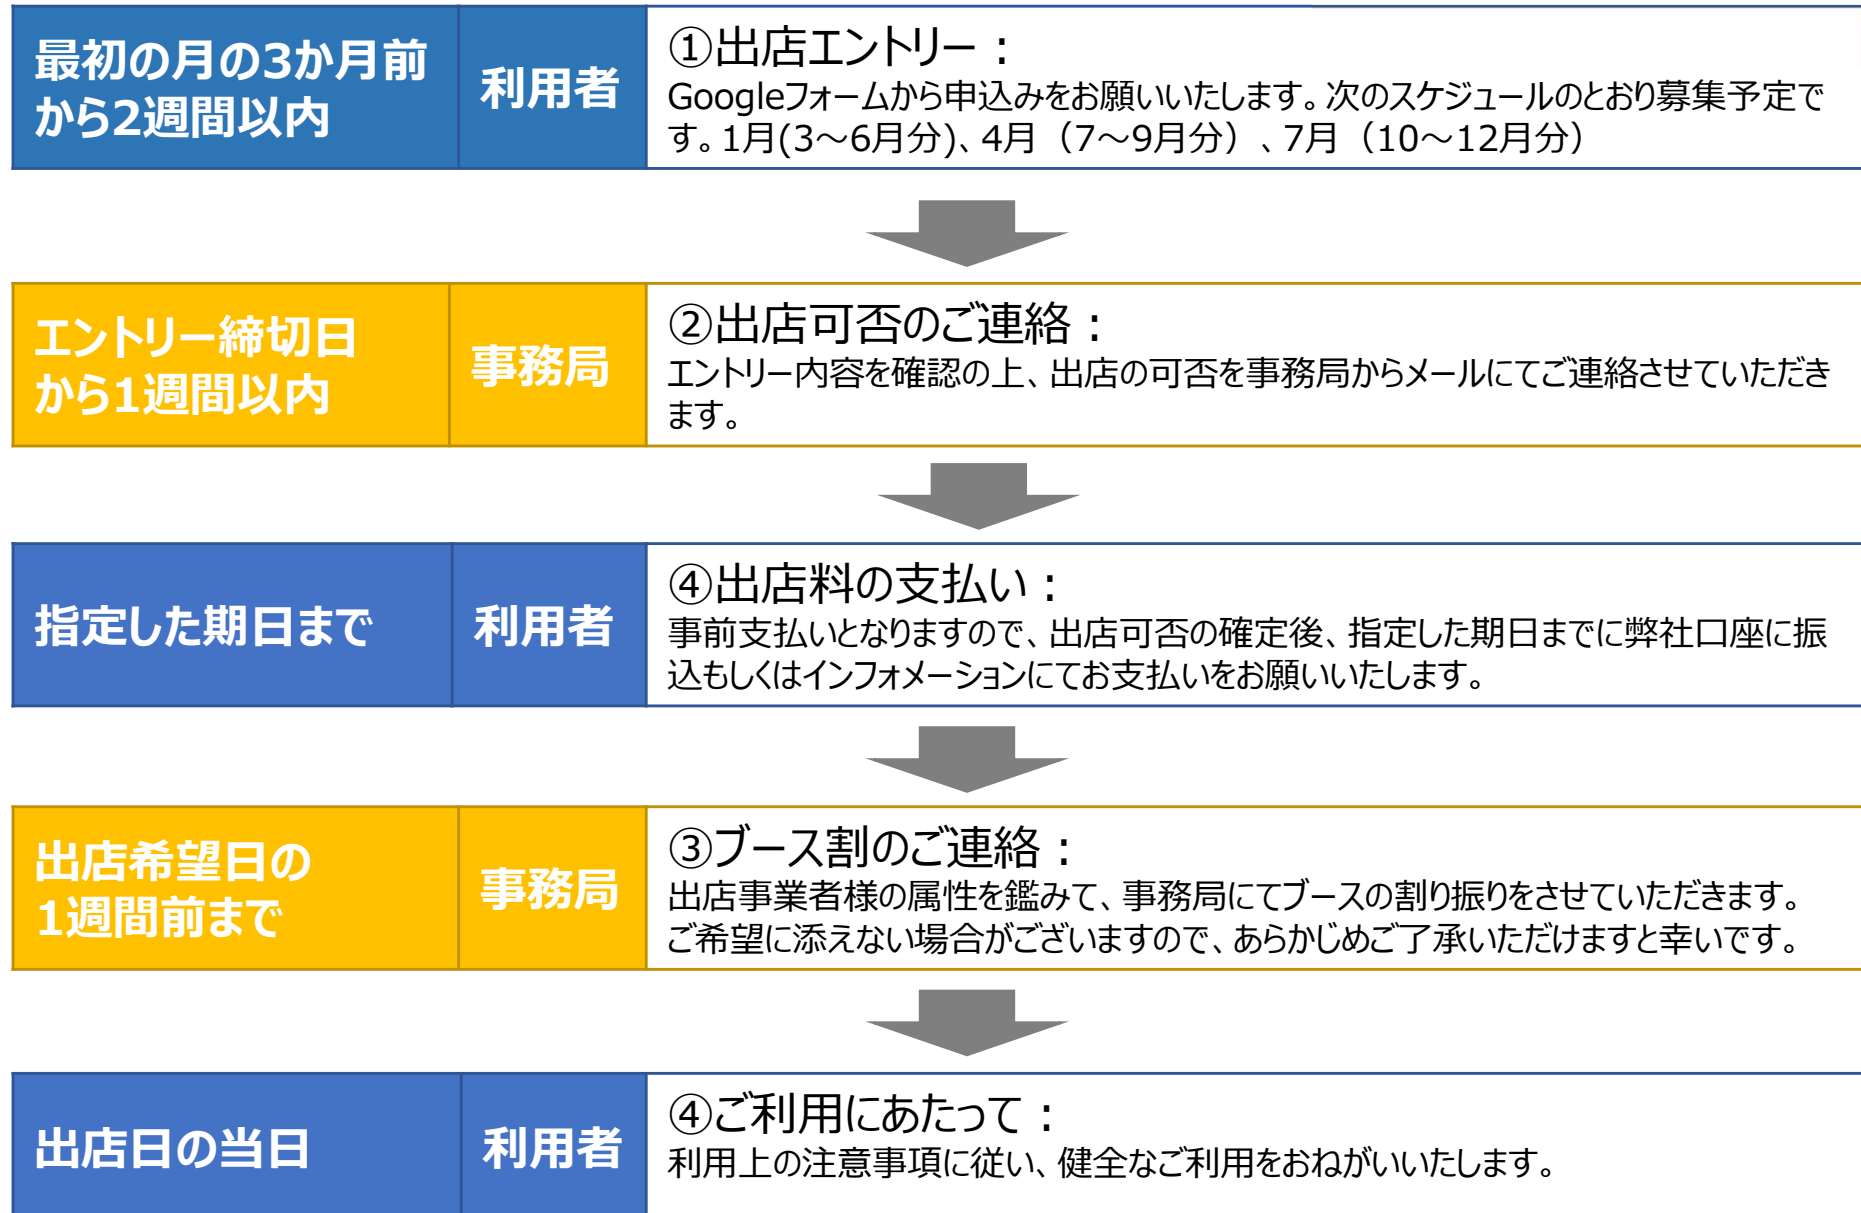 最初の月の3か月前
から2週間以内
利用者
①出店エントリー：
Googleフォームから申込みをお願いいたします。次のスケジュールのとおり募集予定で
す。1月(3～6月分)、4月（7～9月分）、7月（10～12月分）
エントリー締切日
から1週間以内
事務局
②出店可否のご連絡：
エントリー内容を確認の上、出店の可否を事務局からメールにてご連絡させていただき
ます。
指定した期日まで
利用者
④出店料の支払い：
事前支払いとなりますので、出店可否の確定後、指定した期日までに弊社口座に振
込もしくはインフォメーションにてお支払いをお願いいたします。
出店希望日の
1週間前まで
事務局
③ブース割のご連絡：
出店事業者様の属性を鑑みて、事務局にてブースの割り振りをさせていただきます。
ご希望に添えない場合がございますので、あらかじめご了承いただけますと幸いです。
出店日の当日
利用者
④ご利用にあたって：
利用上の注意事項に従い、健全なご利用をおねがいいたします。